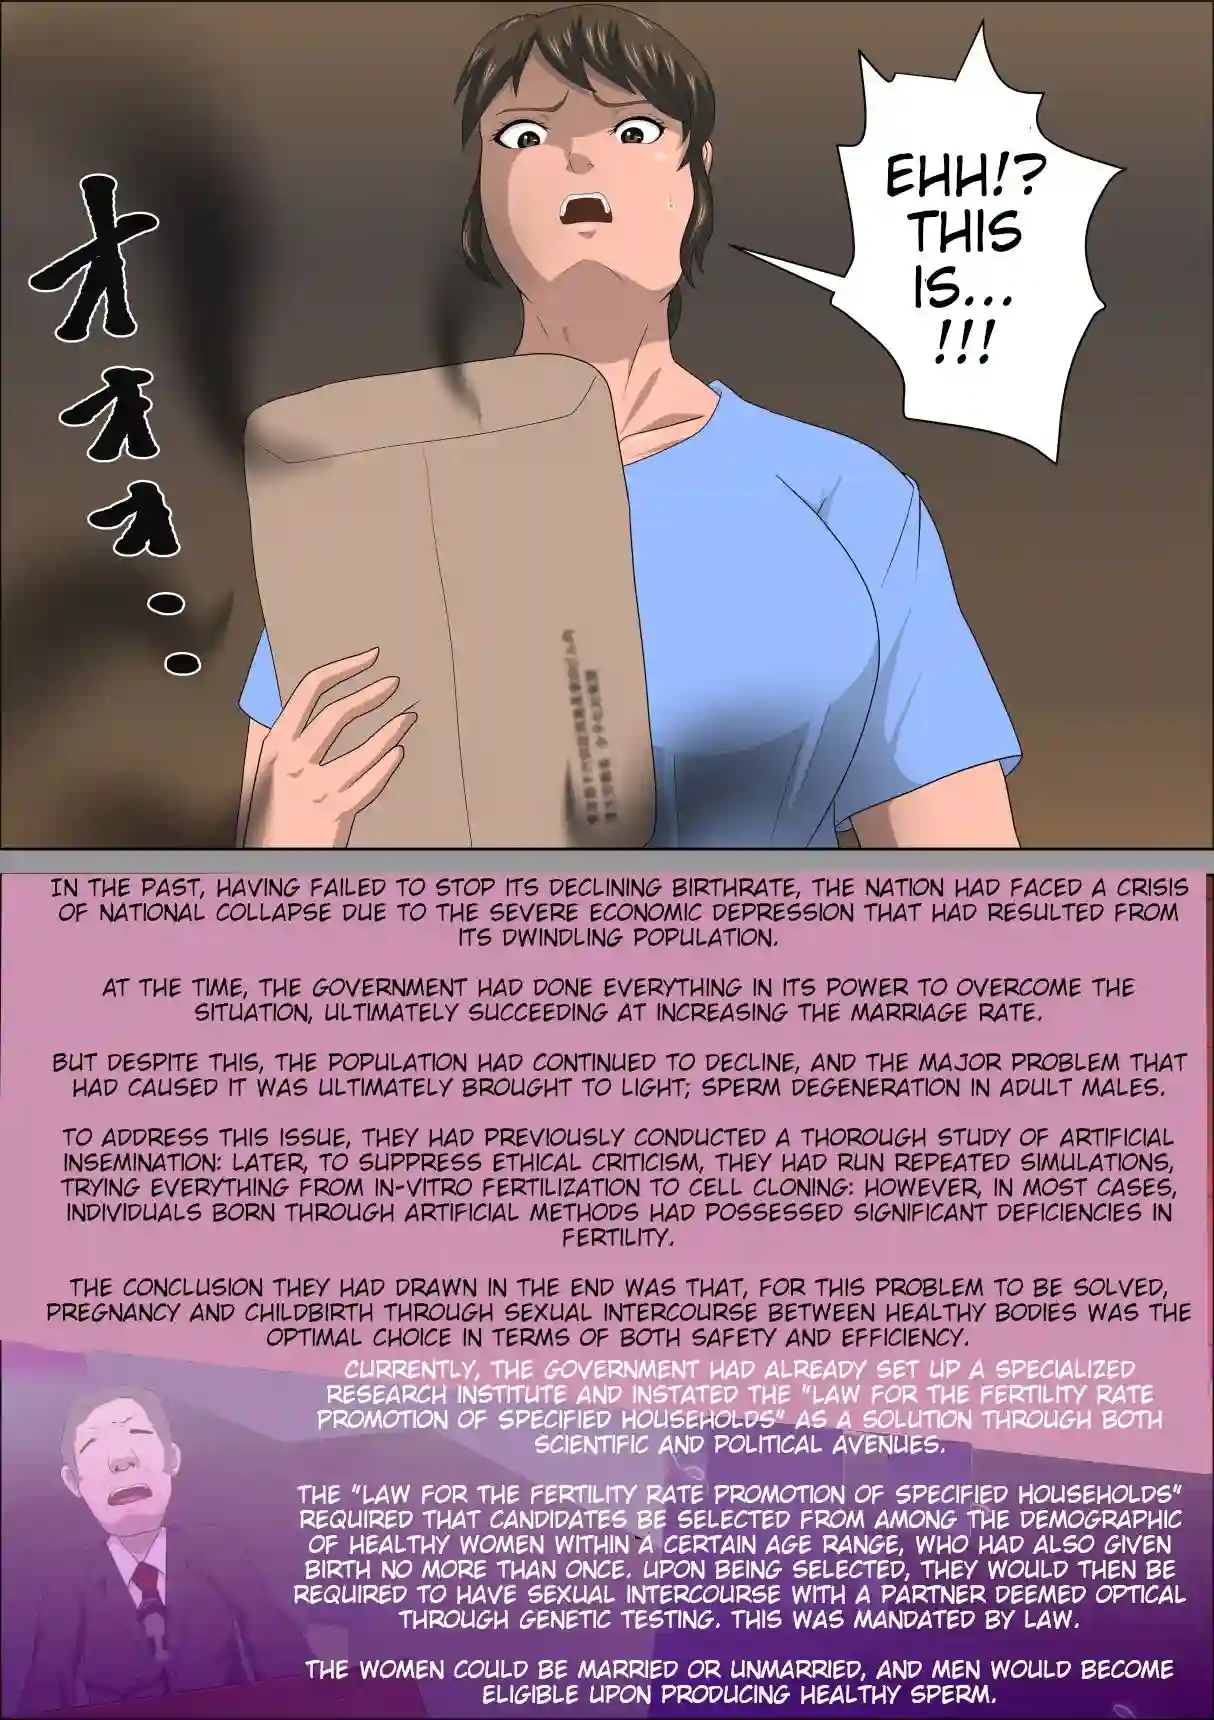 EHH!?
THIS
IS...
!!!
オオオ..
IN THE PAST, HAVING FAILED TO STOP ITS DECLINING BIRTHRATE, THE NATION HAD FACED A CRISIS
OF NATIONAL COLLAPSE DUE TO THE SEVERE ECONOMIC DEPRESSION THAT HAD RESULTED FROM
ITS DWINDLING POPULATION.
AT THE TIME, THE GOVERNMENT HAD DONE EVERYTHING IN ITS POWER TO OVERCOME THE
SITUATION, ULTIMATELY SUCCEEDING AT INCREASING THE MARRIAGE RATE.
BUT DESPITE THIS, THE POPULATION HAD CONTINUED TO DECLINE, AND THE MAJOR PROBLEM THAT
HAD CAUSED IT WAS ULTIMATELY BROUGHT TO LIGHT; SPERM DEGENERATION IN ADULT MALES.
TO ADDRESS THIS ISSUE, THEY HAD PREVIOUSLY CONDUCTED A THOROUGH STUDY OF ARTIFICIAL
INSEMINATION: LATER, TO SUPPRESS ETHICAL CRITICISM, THEY HAD RUN REPEATED SIMULATIONS,
TRYING EVERYTHING FROM IN-VITRO FERTILIZATION TO CELL CLONING: HOWEVER, IN MOST CASES,
INDIVIDUALS BORN THROUGH ARTIFICIAL METHODS HAD POSSESSED SIGNIFICANT DEFICIENCIES IN
FERTILITY.
THE CONCLUSION THEY HAD DRAWN IN THE END WAS THAT, FOR THIS PROBLEM TO BE SOLVED,
PREGNANCY AND CHILDBIRTH THROUGH SEXUAL INTERCOURSE BETWEEN HEALTHY BODIES WAS THE
OPTIMAL CHOICE IN TERMS OF BOTH SAFETY AND EFFICIENCY.
CURRENTLY, THE GOVERNMENT HAD ALREADY SET UP A SPECIALIZED
RESEARCH INSTITUTE AND INSTATED THE "LAW FOR THE FERTILITY RATE
PROMOTION OF SPECIFIED HOUSEHOLDS" AS A SOLUTION THROUGH BOTH
SCIENTIFIC AND POLITICAL AVENUES.
THE "LAW FOR THE FERTILITY RATE PROMOTION OF SPECIFIED HOUSEHOLDS"
REQUIRED THAT CANDIDATES BE SELECTED FROM AMONG THE DEMOGRAPHIC
OF HEALTHY WOMEN WITHIN A CERTAIN AGE RANGE, WHO HAD ALSO GIVEN
BIRTH NO MORE THAN ONCE. UPON BEING SELECTED, THEY WOULD THEN BE
REQUIRED TO HAVE SEXUAL INTERCOURSE WITH A PARTNER DEEMED OPTICAL
THROUGH GENETIC TESTING. THIS WAS MANDATED BY LAW.
THE WOMEN COULD BE MARRIED OR UNMARRIED, AND MEN WOULD BECOME
ELIGIBLE UPON PRODUCING HEALTHY SPERM.